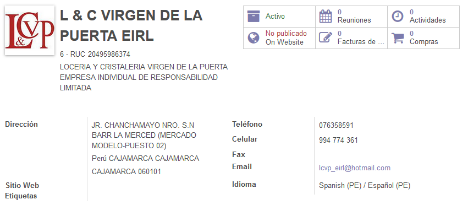 L&CVP
L & C VIRGEN DE LA
PUERTA EIRL
6 - RUC 20495986374
LOCERIA Y CRISTALERIA VIRGEN DE LA PUERTA
EMPRESA INDIVIDUAL DE RESPONSABILIDAD
LIMITADA
Activo
0
Reuniones
0
Actividades
No publicado
On Website
0
Facturas de ...
0
Compras
Dirección
JR. CHANCHAMAYO NRO. S.N
BARR LA MERCED (MERCADO
MODELO-PUESTO 02)
Perú CAJAMARCA CAJAMARCA
CAJAMARCA 060101
Sitio Web
Etiquetas
Teléfono
076358591
Celular
994 774 361
Fax
Email
lcvp_eirl@hotmail.com
Idioma
Spanish (PE) / Español (PE)